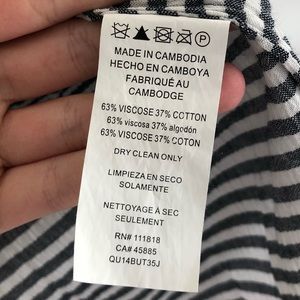 MADE IN CAMBODIA
HECHO EN CAMBOYA
FABRIQUÉ AU
CAMBODGE
63% VISCOSE 37% COTTON
63% viscosa 37% algodón
63% VISCOSE 37% COTON
DRY CLEAN ONLY
LIMPIEZA EN SECO
SOLAMENTE
NETTOYAGE À SEC
SEULEMENT
RN# 111818
CA# 45885
QU14BUT35J